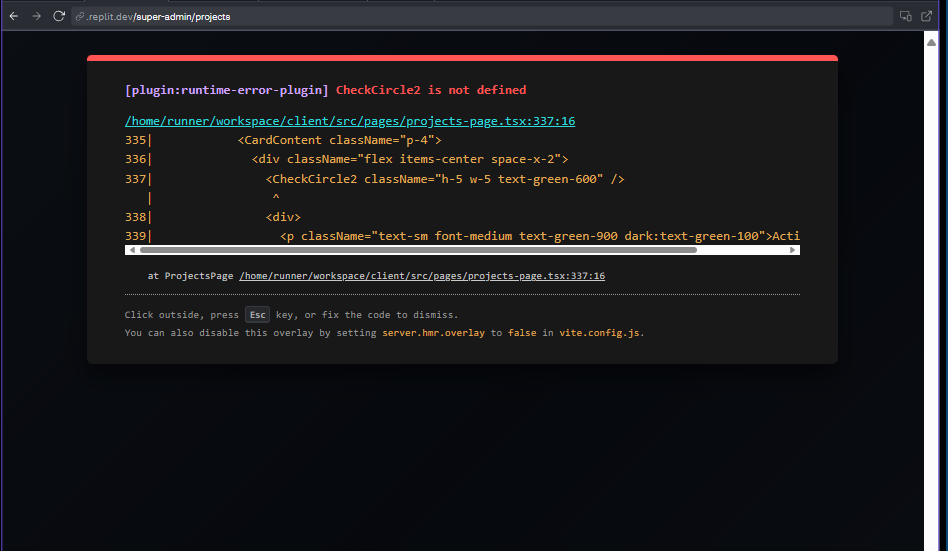 .replit.dev/super-admin/projects
[plugin:runtime-error-plugin] CheckCircle2 is not defined
/home/runner/workspace/client/src/pages/projects-page.tsx:337:16
335|            <CardContent className="p-4">
336|              <div className="flex items-center space-x-2">
337|                <CheckCircle2 className="h-5 w-5 text-green-600" />
   |                 ^
338|                <div>
339|                  <p className="text-sm font-medium text-green-900 dark:text-green-100">Acti
at ProjectsPage /home/runner/workspace/client/src/pages/projects-page.tsx:337:16
Click outside, press Esc key, or fix the code to dismiss.
You can also disable this overlay by setting server.hmr.overlay to false in vite.config.js.